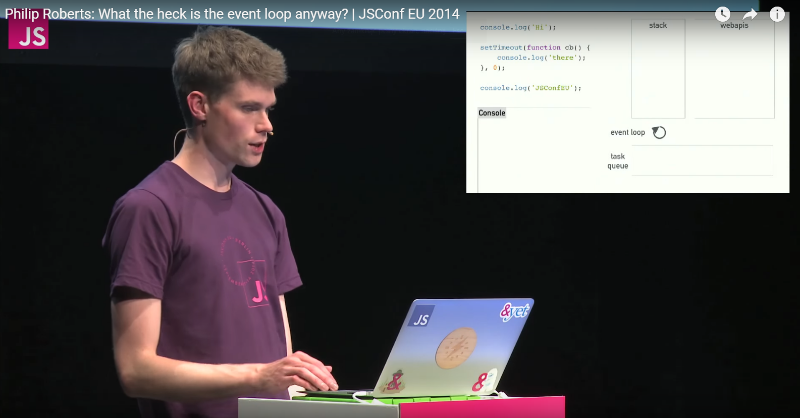 Philip Roberts: What the heck is the event loop anyway? | JSConf EU 2014
JS
console.log('Hi');
setTimeout(function cb() {
console.log('there');
}, 0);
console.log('JSConfEU');
Console
stack
webapis
event loop
task
queue
JS
JS
&yet